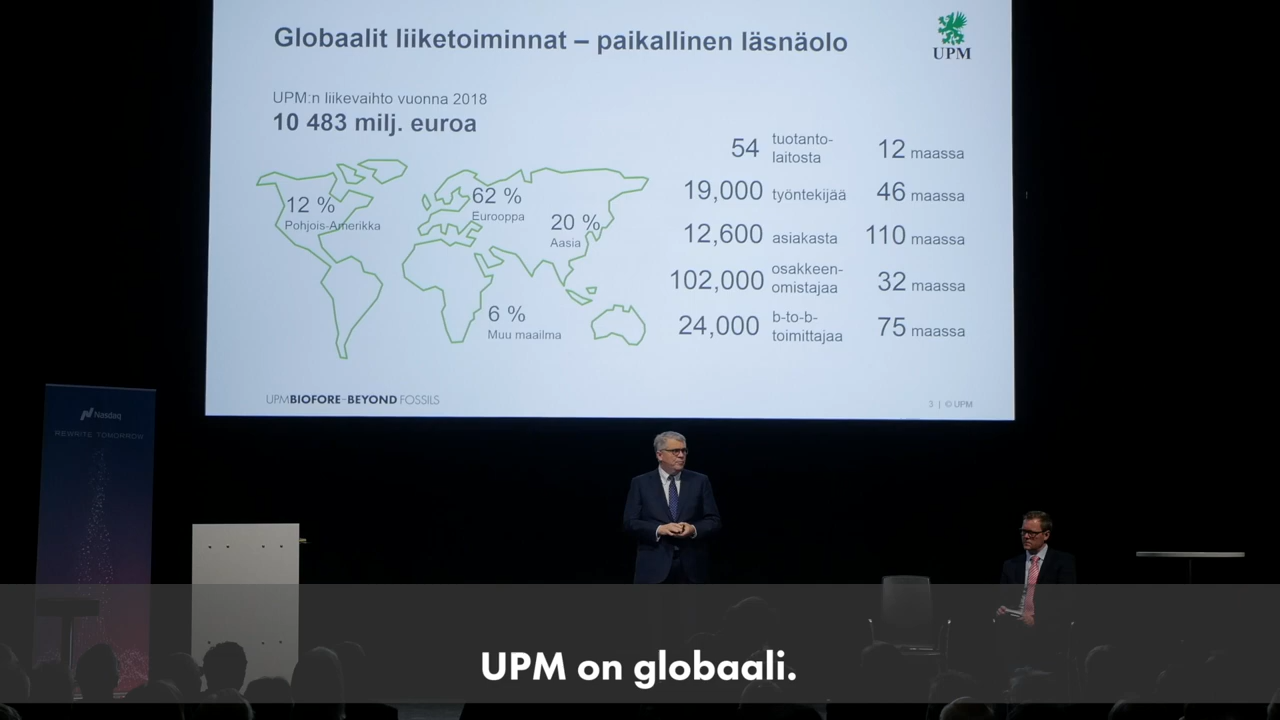 Globaalit liiketoiminnat – paikallinen läsnäolo
UPM
UPM:n liikevaihto vuonna 2018
10 483 milj. euroa
12 %
Pohjois-Amerikka
62 %
Eurooppa
20 %
Aasia
6 %
Muu maailma
54 tuotanto-
laitosta 12 maassa
19,000 työntekijää 46 maassa
12,600 asiakasta 110 maassa
102,000 osakkeen-
omistajaa 32 maassa
24,000 b-to-b-
toimittajaa 75 maassa
UPMBIOFORE–BEYOND FOSSILS
3 | © UPM
Nasdaq
REWRITE TOMORROW
UPM on globaali.